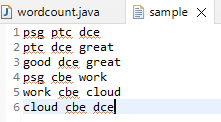 wordcount.java sample
1 psg ptc dce
2 ptc dce great
3 good dce great
4 psg cbe work
5 work cbe cloud
6 cloud cbe dce